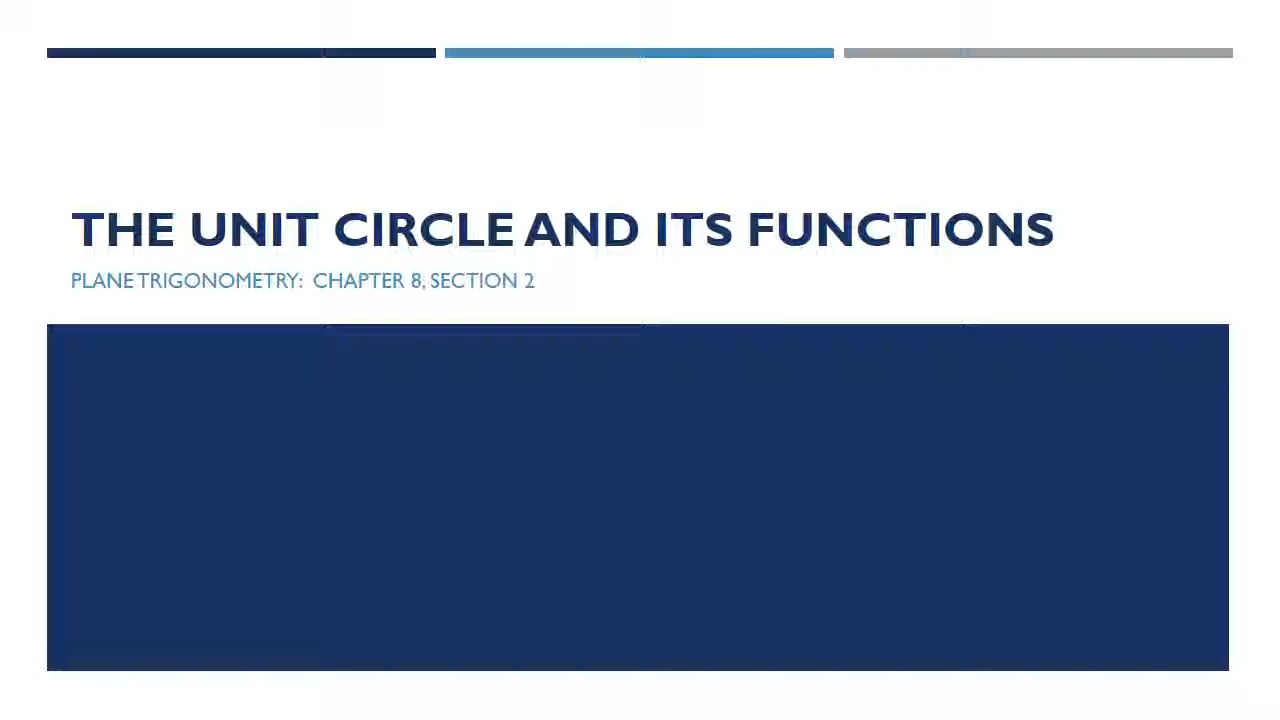 THE UNIT CIRCLE AND ITS FUNCTIONS
PLANE TRIGONOMETRY: CHAPTER 8, SECTION 2